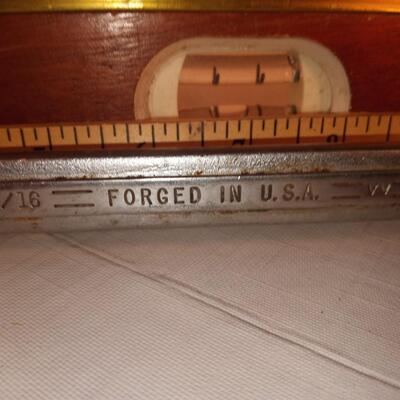 /16 = FORGED IN U.S.A. = W